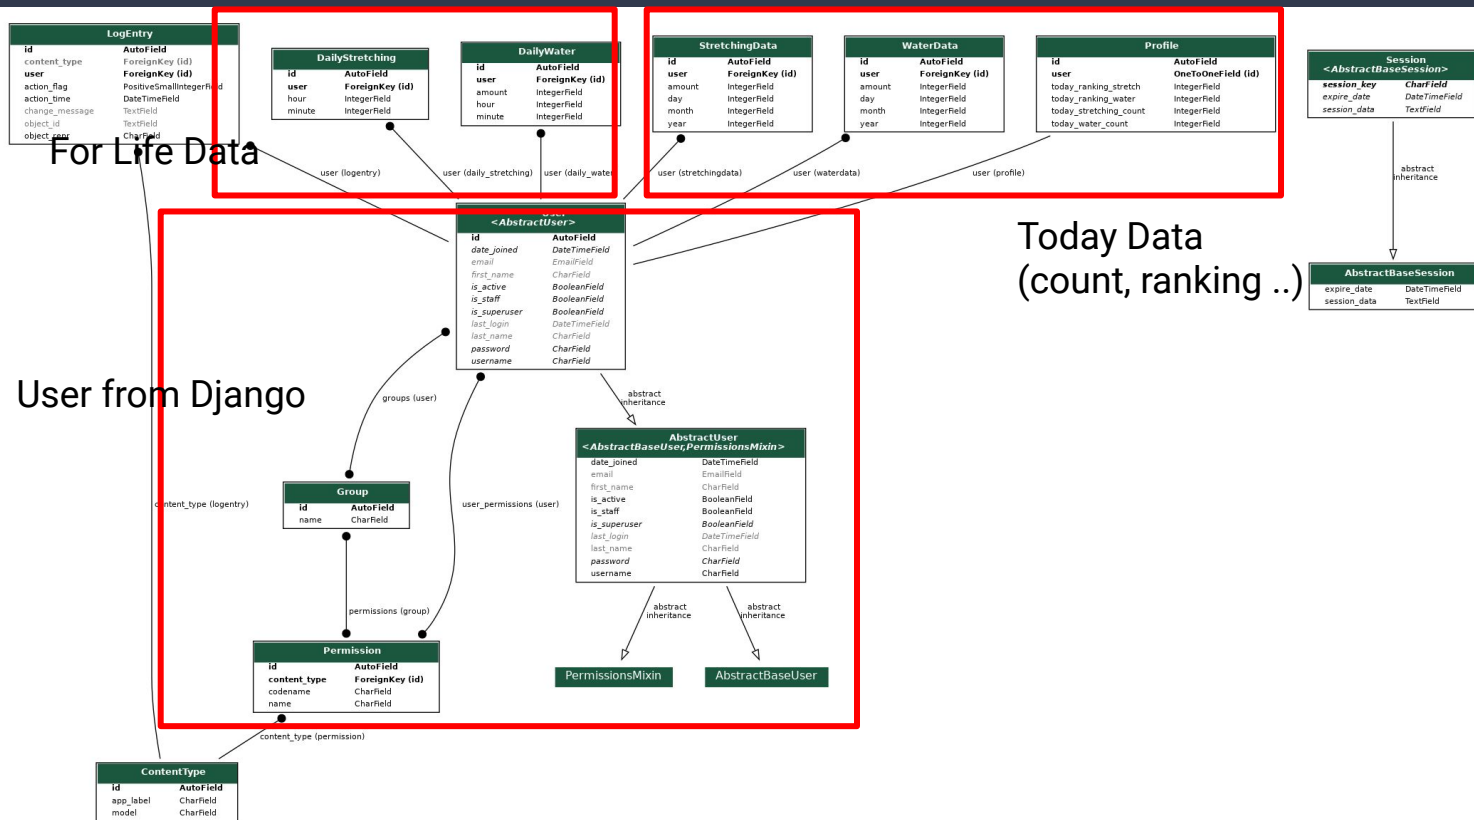 LogEntry
id AutoField
content_type ForeignKey (id)
user ForeignKey (id)
action_flag PositiveSmallIntegerField
action_time DateTimeField
change_message TextField
object_id TextField
object_repr CharField
DailyStretching
id AutoField
user ForeignKey (id)
hour IntegerField
minute IntegerField
DailyWater
id AutoField
user ForeignKey (id)
amount IntegerField
hour IntegerField
minute IntegerField
StretchingData
id AutoField
user ForeignKey (id)
amount IntegerField
day IntegerField
month IntegerField
year IntegerField
WaterData
id AutoField
user ForeignKey (id)
amount IntegerField
day IntegerField
month IntegerField
year IntegerField
Profile
id AutoField
user OneToOneField (id)
today_ranking_stretch IntegerField
today_ranking_water IntegerField
today_stretching_count IntegerField
today_water_count IntegerField
Session
<AbstractBaseSession>
session_key CharField
expire_date DateTimeField
session_data TextField
For Life Data
user (logentry)
user (daily_stretching)
user (daily_water
user (stretchingdata)
user (waterdata)
user (profile)
abstract
inheritance
User
<AbstractUser>
id AutoField
date_joined DateTimeField
email EmailField
first_name CharField
is_active BooleanField
is_staff BooleanField
is_superuser BooleanField
last_login DateTimeField
last_name CharField
password CharField
username CharField
Today Data
(count, ranking ..)
AbstractBaseSession
expire_date DateTimeField
session_data TextField
User from Django
groups (user)
abstract
inheritance
AbstractUser
<AbstractBaseUser,PermissionsMixin>
date_joined DateTimeField
email EmailField
first_name CharField
is_active BooleanField
is_staff BooleanField
is_superuser BooleanField
last_login DateTimeField
last_name CharField
password CharField
username CharField
Group
id AutoField
name CharField
content_type (logentry)
user_permissions (user)
permissions (group)
abstract
inheritance
abstract
inheritance
Permission
id AutoField
content_type ForeignKey (id)
codename CharField
name CharField
PermissionsMixin
AbstractBaseUser
content_type (permission)
ContentType
id AutoField
app_label CharField
model CharField